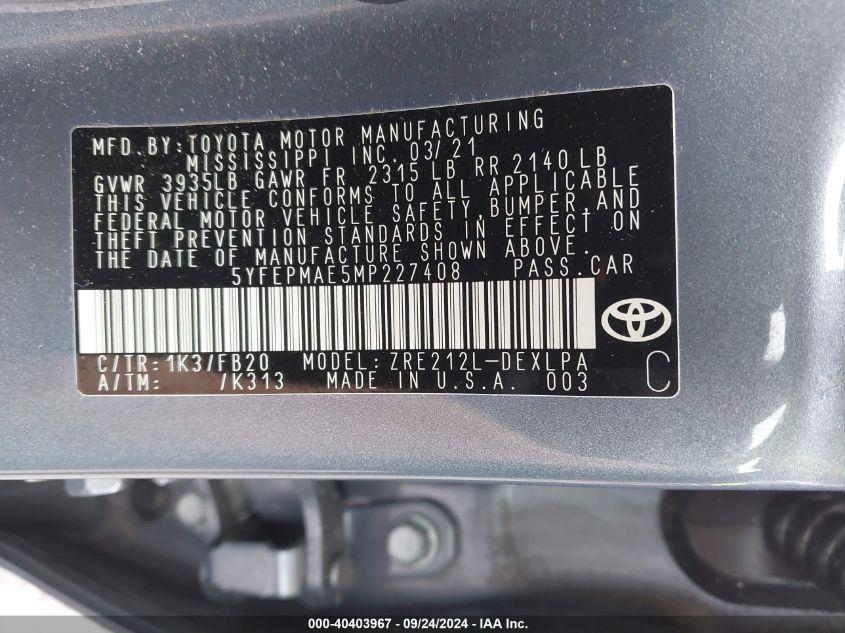 MFD. BY: TOYOTA MOTOR MANUFACTURING
MISSISSIPPI INC. 03/21
GVWR 3935LB GAWR FR 2315 LB RR 2140 LB
THIS VEHICLE CONFORMS TO ALL APPLICABLE
FEDERAL MOTOR VEHICLE SAFETY, BUMPER, AND
THEFT PREVENTION STANDARDS IN EFFECT ON
THE DATE OF MANUFACTURE SHOWN ABOVE.
5YFEPMAE5MP227408 PASS. CAR
C/TR: 1K3/FB20 MODEL: ZRE212L-DEXLPA
A/TM: /K313 MADE IN U.S.A. 003 C
000-40403967 - 09/24/2024 - IAA Inc.